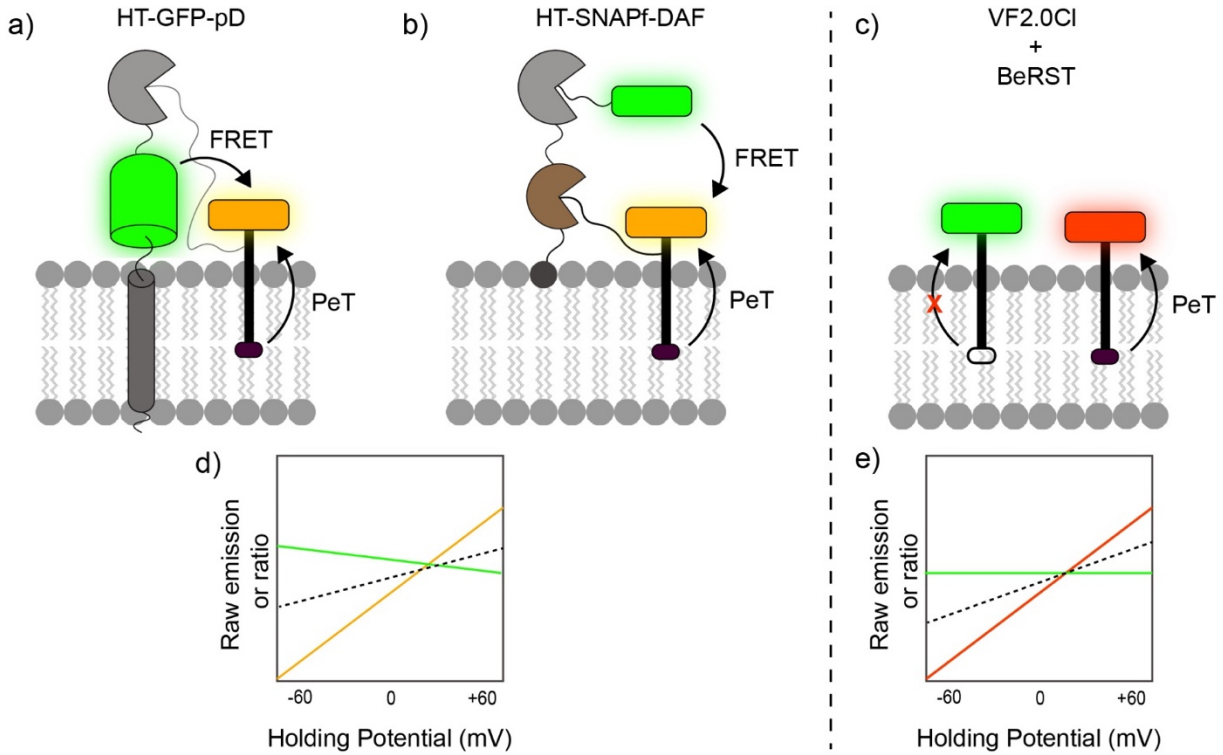 a)
HT-GFP-pD
FRET
PeT
b)
HT-SNAPf-DAF
FRET
PeT
c)
VF2.0Cl
+
BeRST
X
PeT
d)
Raw emission
or ratio
-60
0
+60
Holding Potential (mV)
e)
Raw emission
or ratio
-60
0
+60
Holding Potential (mV)